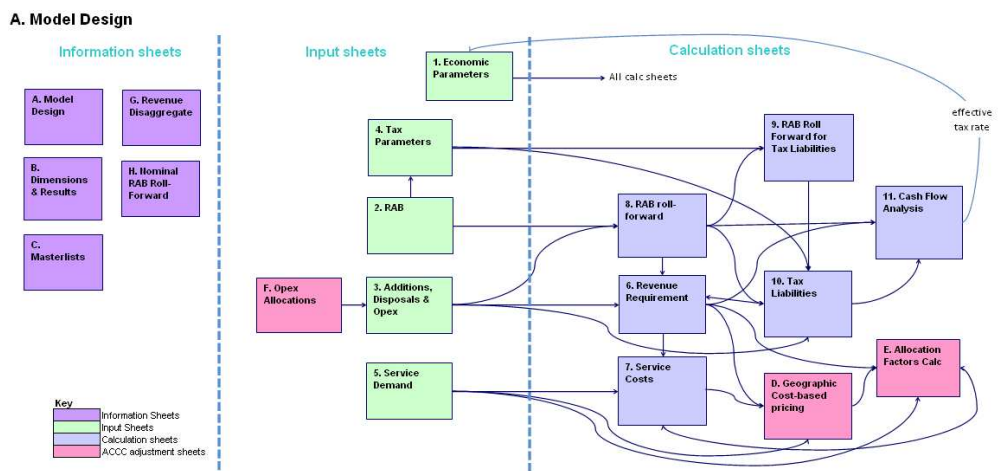 A. Model Design
Information sheets
Input sheets
Calculation sheets
A. Model
Design
G. Revenue
Disaggregate
B.
Dimensions
& Results
H. Nominal
RAB Roll-
Forward
C.
Masterlists
1. Economic
Parameters
All calc sheets
effective
tax rate
4. Tax
Parameters
9. RAB Roll
Forward for
Tax Liabilities
2. RAB
8. RAB roll-
forward
11. Cash Flow
Analysis
F. Opex
Allocations
3. Additions,
Disposals &
Opex
6. Revenue
Requirement
10. Tax
Liabilities
5. Service
Demand
7. Service
Costs
D. Geographic
Cost-based
pricing
E. Allocation
Factors Calc
Key
Information Sheets
Input Sheets
Calculation sheets
ACCC adjustment sheets